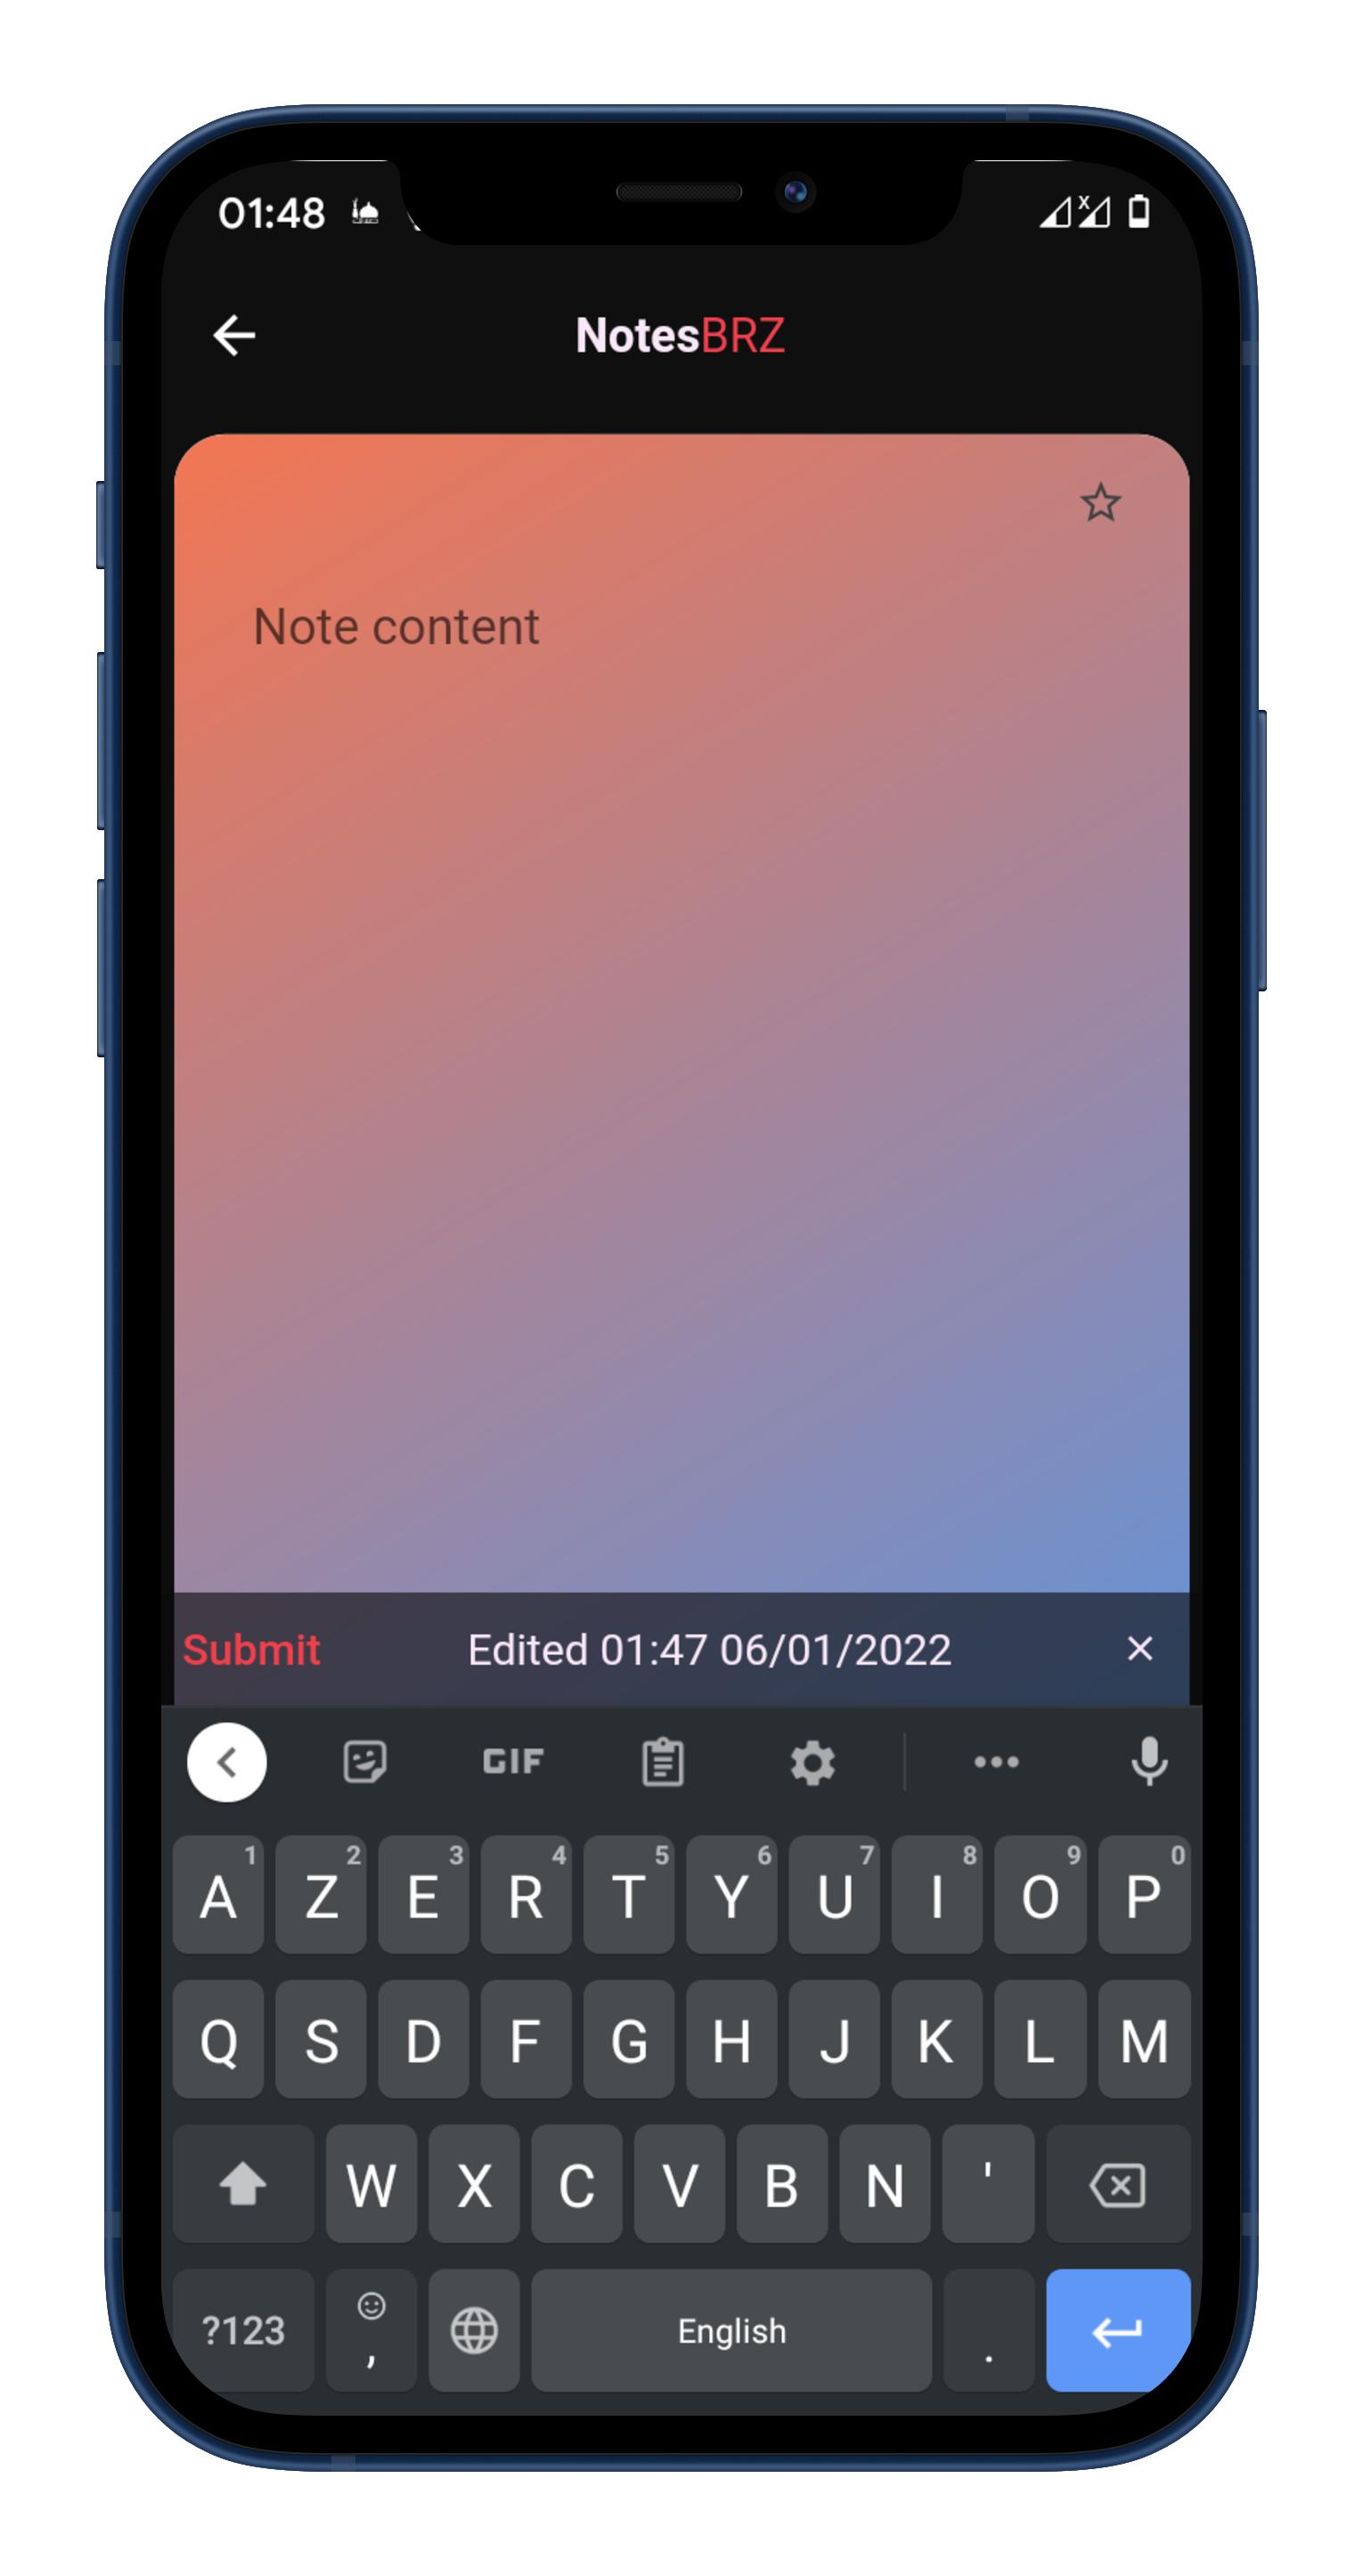 01:48
NotesBRZ
Note content
Submit Edited 01:47 06/01/2022 ×
GIF
1 2 3 4 5 6 7 8 9 0
A Z E R T Y U I O P
Q S D F G H J K L M
W X C V B N '
?123 , English .